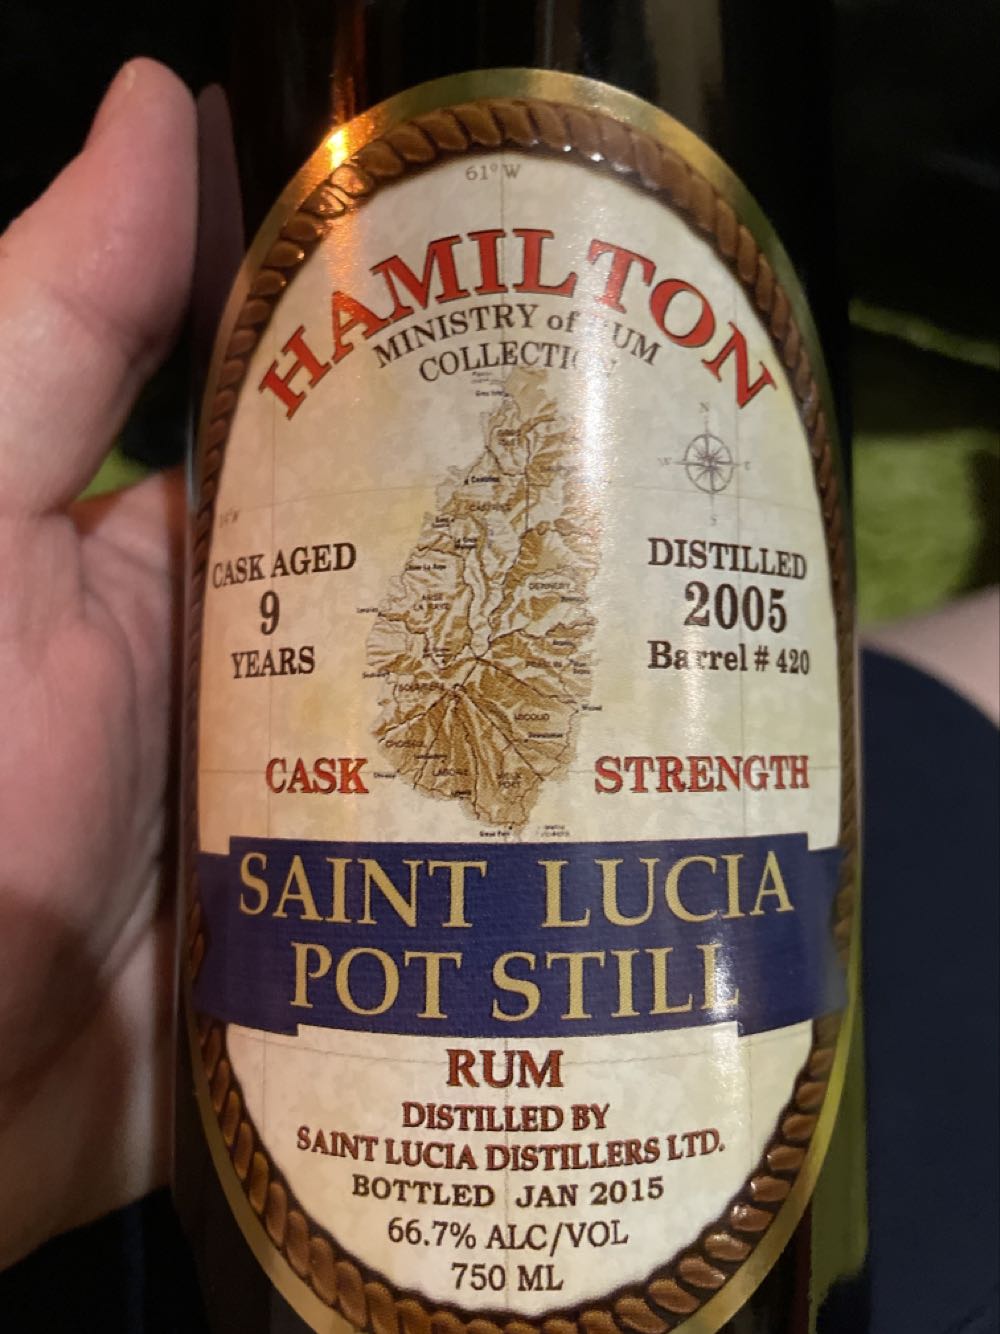 61° W
HAMILTON
MINISTRY of RUM
COLLECTION
N
W E
S
CASK AGED
9
YEARS
DISTILLED
2005
Barrel # 420
CASK STRENGTH
SAINT LUCIA
POT STILL
RUM
DISTILLED BY
SAINT LUCIA DISTILLERS LTD.
BOTTLED JAN 2015
66.7% ALC/VOL
750 ML